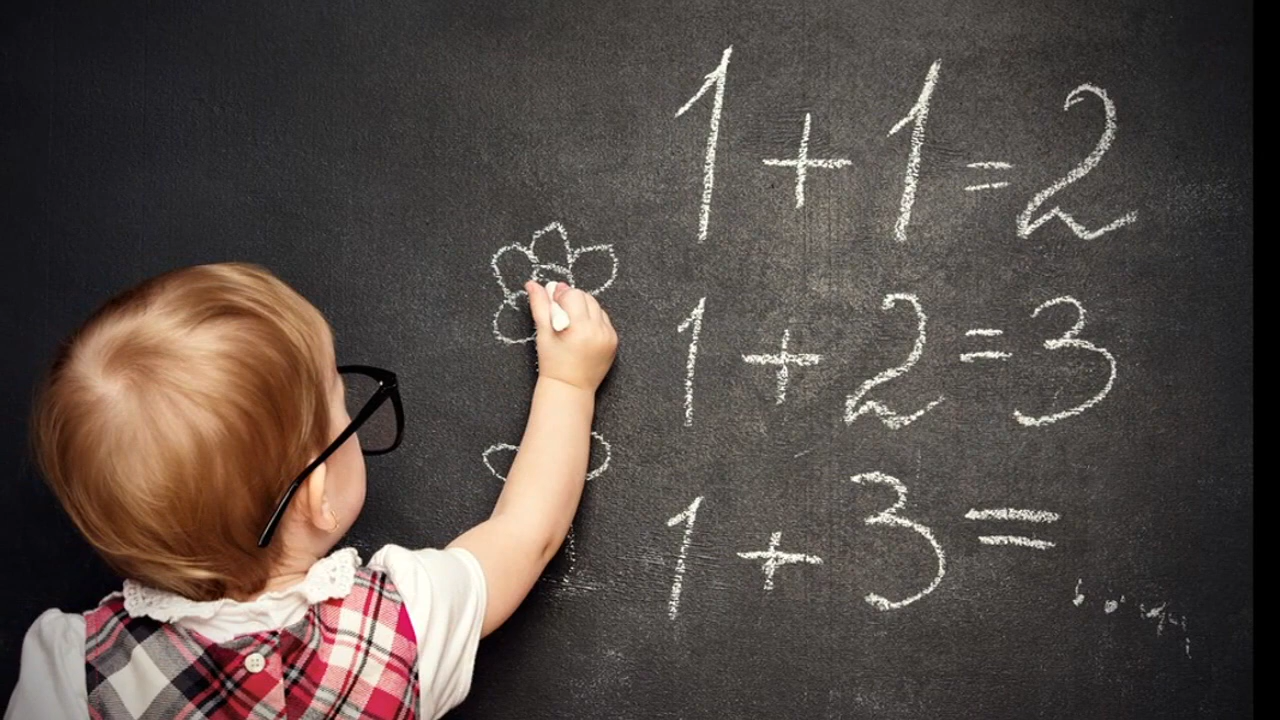 1 + 1 = 2
1 + 2 = 3
1 + 3 =